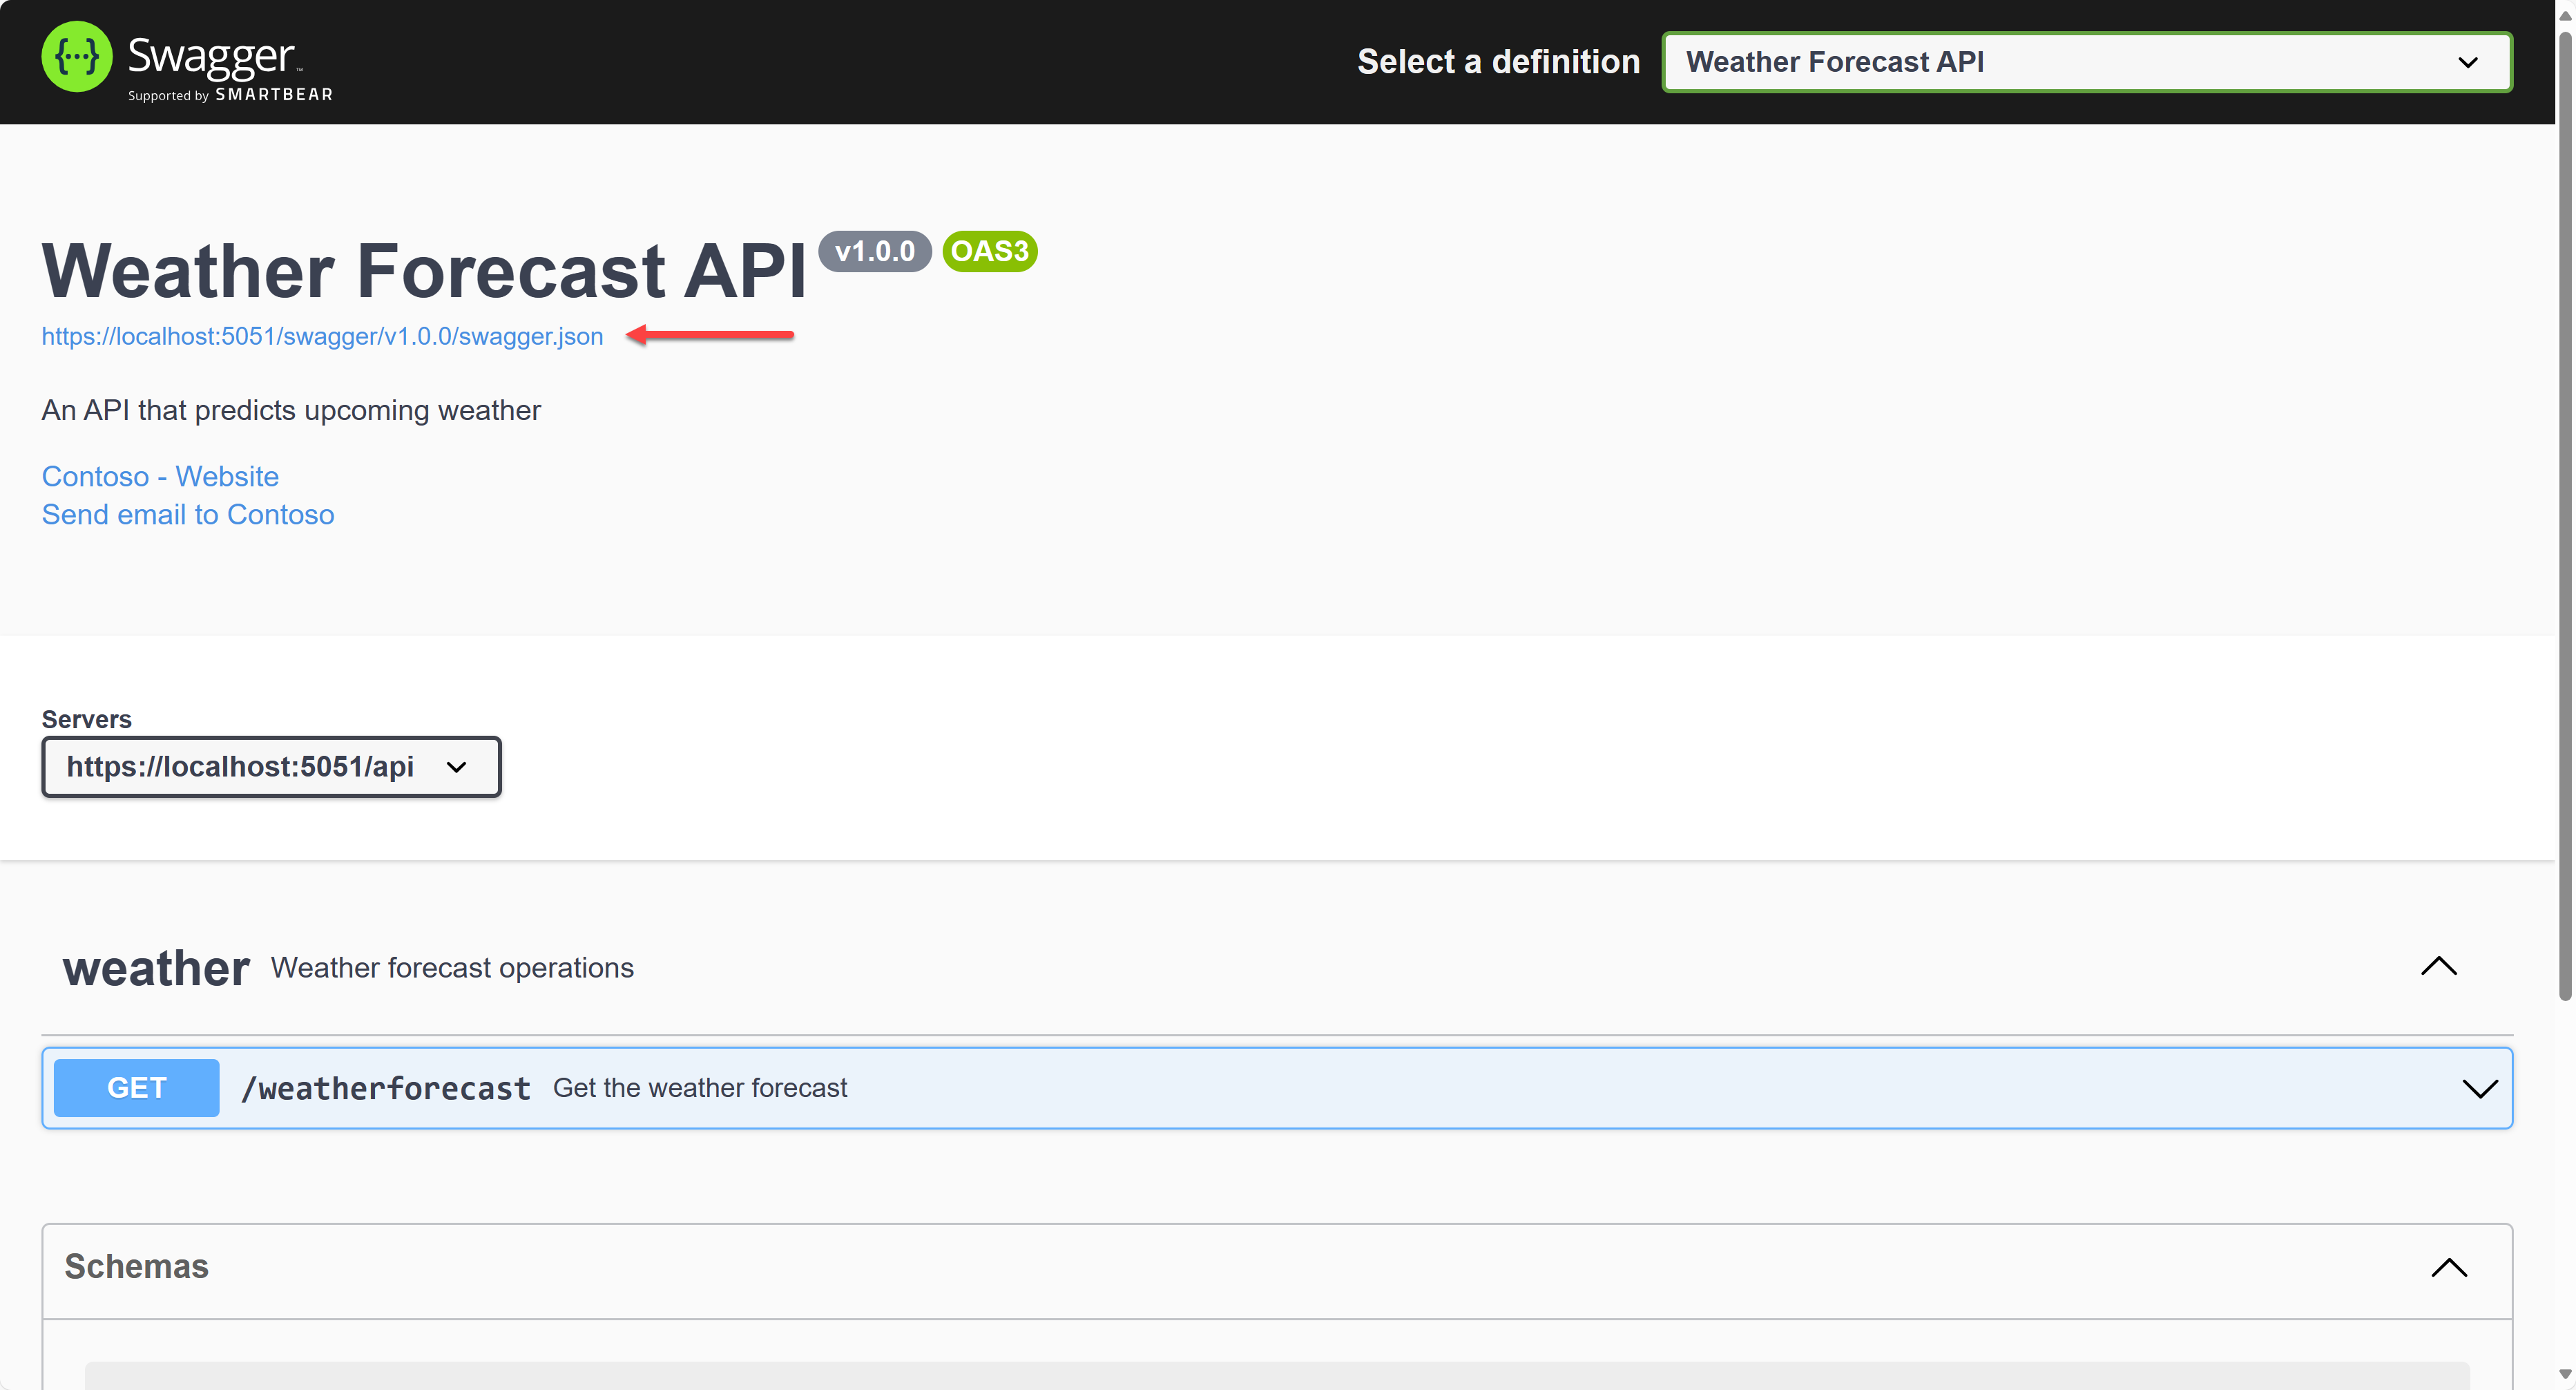 Swagger™
Supported by SMARTBEAR
Select a definition
Weather Forecast API
Weather Forecast API v1.0.0 OAS3
https://localhost:5051/swagger/v1.0.0/swagger.json
An API that predicts upcoming weather
Contoso - Website
Send email to Contoso
Servers
https://localhost:5051/api
weather Weather forecast operations
GET /weatherforecast Get the weather forecast
Schemas